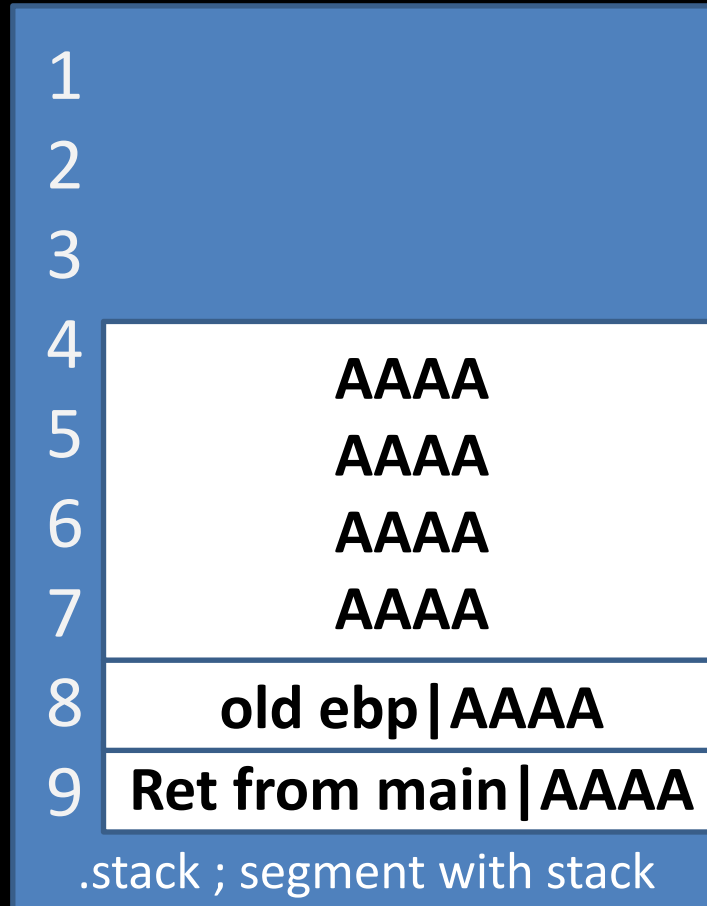 1
2
3
4 AAAA
5 AAAA
6 AAAA
7 AAAA
8 old ebp|AAAA
9 Ret from main|AAAA
.stack ; segment with stack